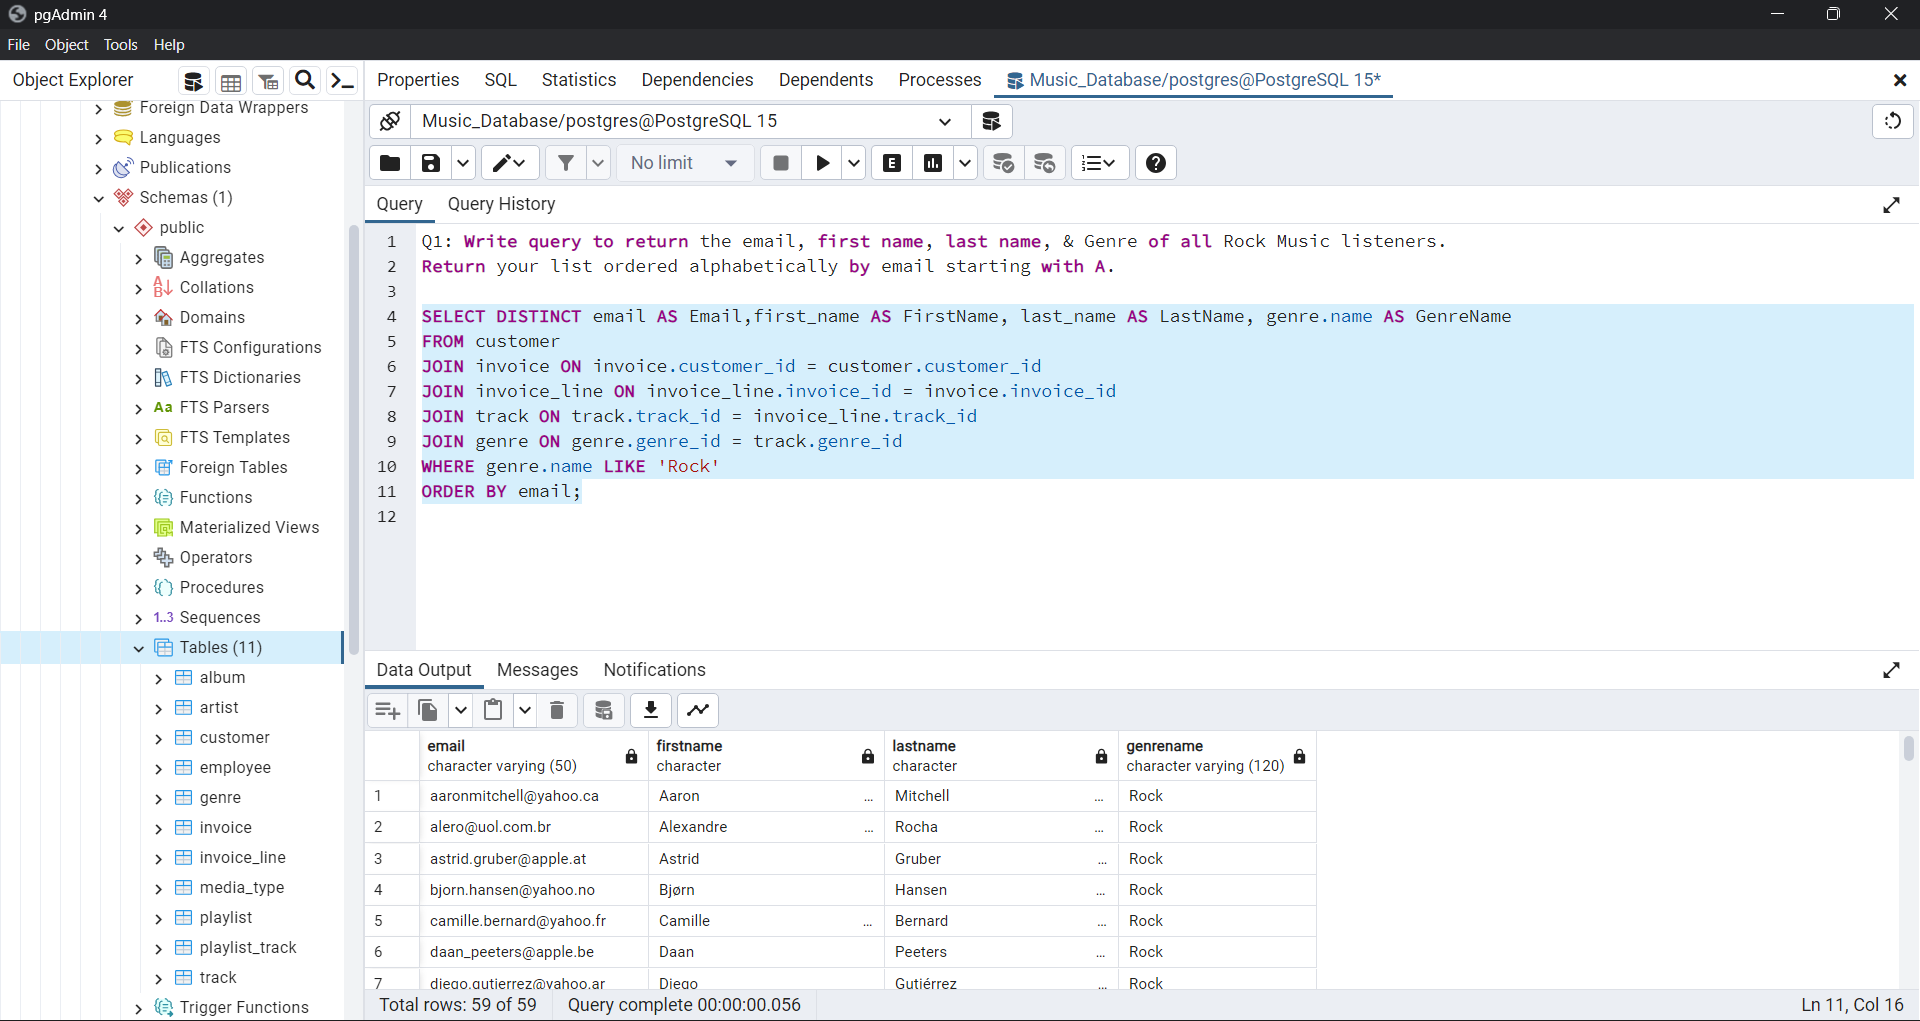 pgAdmin 4
File Object Tools Help
Object Explorer
Foreign Data Wrappers
Languages
Publications
Schemas (1)
public
Aggregates
Collations
Domains
FTS Configurations
FTS Dictionaries
Aa FTS Parsers
FTS Templates
Foreign Tables
Functions
Materialized Views
Operators
Procedures
1..3 Sequences
Tables (11)
album
artist
customer
employee
genre
invoice
invoice_line
media_type
playlist
playlist_track
track
Trigger Functions
Properties SQL Statistics Dependencies Dependents Processes Music_Database/postgres@PostgreSQL 15*
Music_Database/postgres@PostgreSQL 15
No limit E
Query Query History
1 Q1: Write query to return the email, first name, last name, & Genre of all Rock Music listeners.
2 Return your list ordered alphabetically by email starting with A.
3
4 SELECT DISTINCT email AS Email,first_name AS FirstName, last_name AS LastName, genre.name AS GenreName
5 FROM customer
6 JOIN invoice ON invoice.customer_id = customer.customer_id
7 JOIN invoice_line ON invoice_line.invoice_id = invoice.invoice_id
8 JOIN track ON track.track_id = invoice_line.track_id
9 JOIN genre ON genre.genre_id = track.genre_id
10 WHERE genre.name LIKE 'Rock'
11 ORDER BY email;
12
Data Output Messages Notifications
email firstname lastname genrename
character varying (50) character character character varying (120)
1 aaronmitchell@yahoo.ca Aaron ... Mitchell ... Rock
2 alero@uol.com.br Alexandre ... Rocha ... Rock
3 astrid.gruber@apple.at Astrid Gruber ... Rock
4 bjorn.hansen@yahoo.no Bjørn Hansen ... Rock
5 camille.bernard@yahoo.fr Camille ... Bernard ... Rock
6 daan_peeters@apple.be Daan Peeters ... Rock
7 diego.gutierrez@yahoo.ar Diego Gutiérrez ... Rock
Total rows: 59 of 59 Query complete 00:00:00.056 Ln 11, Col 16